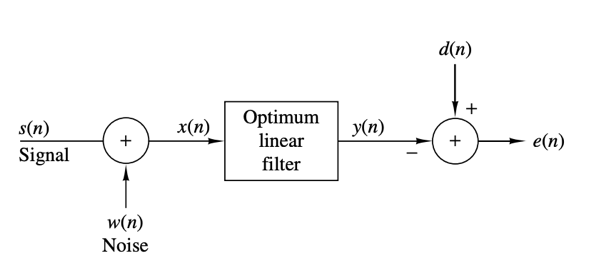 d(n)
s(n)
Signal
+
x(n)
Optimum
linear
filter
y(n)
−
+
+
e(n)
w(n)
Noise